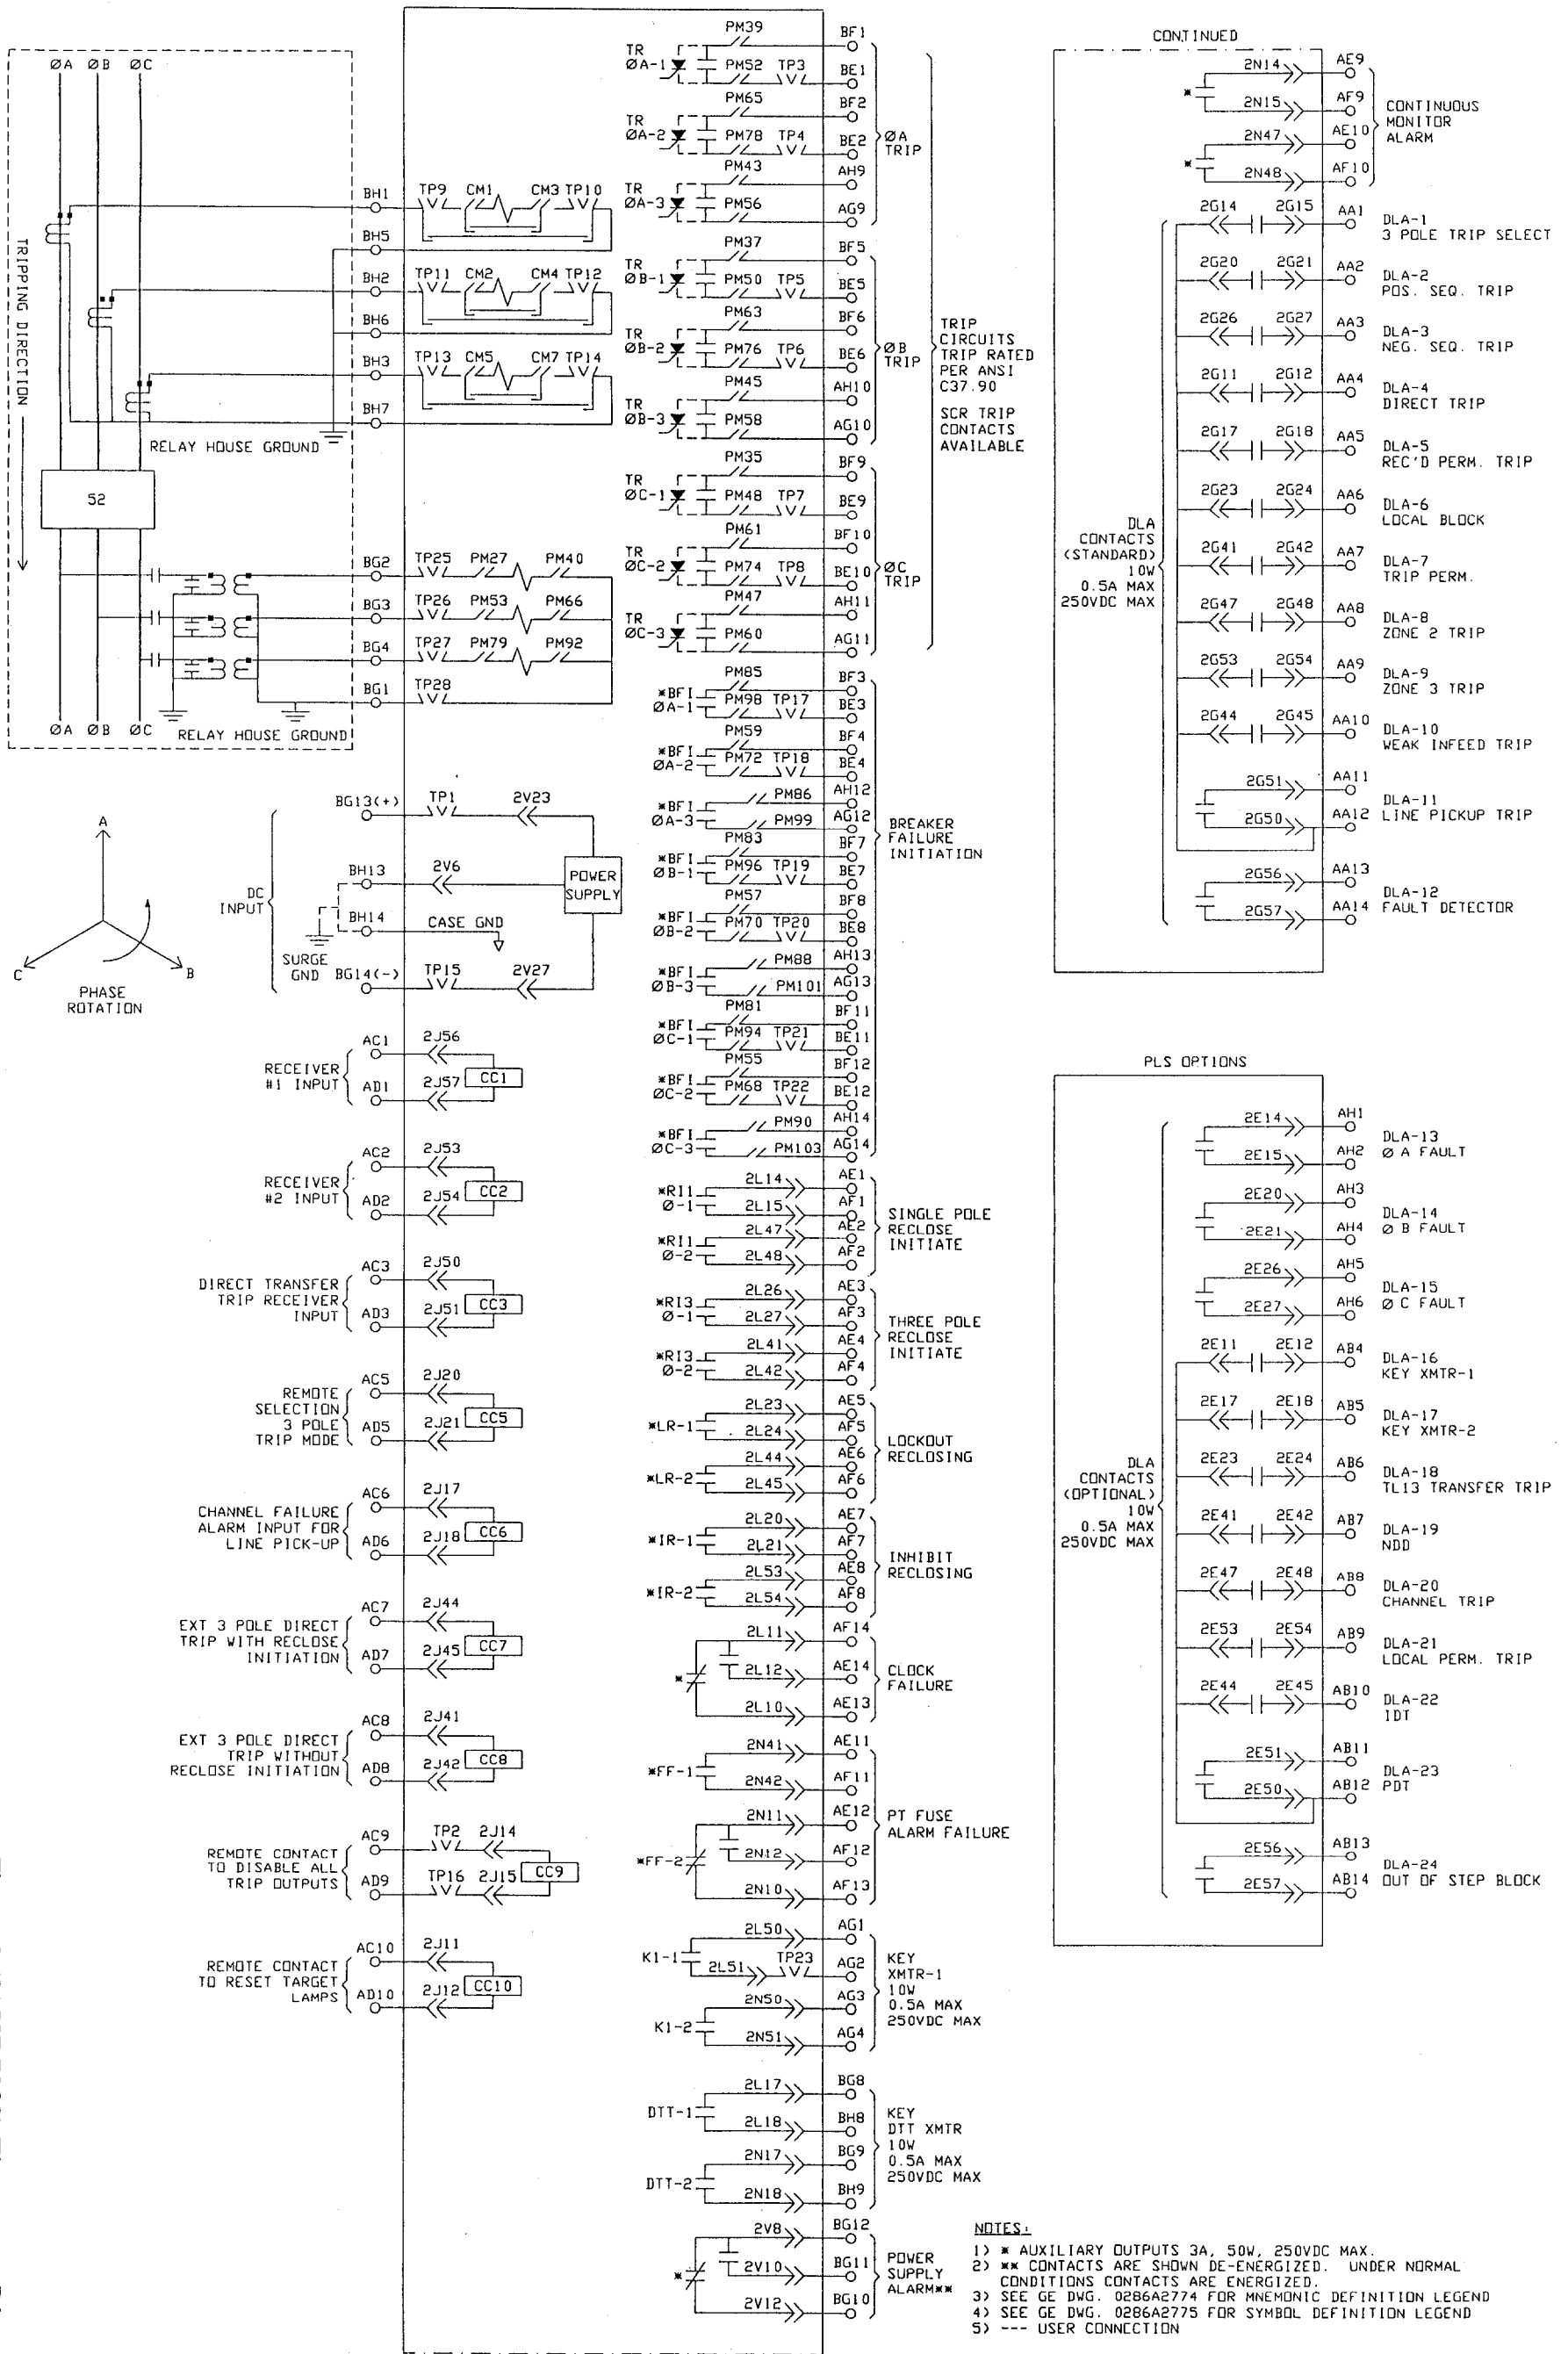 ØA ØB ØC
TRIPPING DIRECTION
RELAY HOUSE GROUND
52
ØA ØB ØC
RELAY HOUSE GROUND
A
C
B
PHASE
ROTATION
BH1 TP9 CM1 CM3 TP10
BH5
BH2 TP11 CM2 CM4 TP12
BH6
BH3 TP13 CM5 CM7 TP14
BH7
BG2 TP25 PM27 PM40
BG3 TP26 PM53 PM66
BG4 TP27 PM79 PM92
BG1 TP28
DC
INPUT
BG13(+) TP1 2V23
BH13 2V6
POWER
SUPPLY
BH14 CASE GND
SURGE
GND
BG14(-) TP15 2V27
RECEIVER
#1 INPUT
AC1 2J56
AD1 2J57 CC1
RECEIVER
#2 INPUT
AC2 2J53
AD2 2J54 CC2
DIRECT TRANSFER
TRIP RECEIVER
INPUT
AC3 2J50
AD3 2J51 CC3
REMOTE
SELECTION
3 POLE
TRIP MODE
AC5 2J20
AD5 2J21 CC5
CHANNEL FAILURE
ALARM INPUT FOR
LINE PICK-UP
AC6 2J17
AD6 2J18 CC6
EXT 3 POLE DIRECT
TRIP WITH RECLOSE
INITIATION
AC7 2J44
AD7 2J45 CC7
EXT 3 POLE DIRECT
TRIP WITHOUT
RECLOSE INITIATION
AC8 2J41
AD8 2J42 CC8
REMOTE CONTACT
TO DISABLE ALL
TRIP OUTPUTS
AC9 TP2 2J14
AD9 TP16 2J15 CC9
REMOTE CONTACT
TO RESET TARGET
LAMPS
AC10 2J11
AD10 2J12 CC10
TR
ØA-1
PM39 BF1
PM52 TP3 BE1
TR
ØA-2
PM65 BF2
PM78 TP4 BE2
TR
ØA-3
PM43 AH9
PM56 AG9
ØA
TRIP
TR
ØB-1
PM37 BF5
PM50 TP5 BE5
TR
ØB-2
PM63 BF6
PM76 TP6 BE6
TR
ØB-3
PM45 AH10
PM58 AG10
ØB
TRIP
TR
ØC-1
PM35 BF9
PM48 TP7 BE9
TR
ØC-2
PM61 BF10
PM74 TP8 BE10
TR
ØC-3
PM47 AH11
PM60 AG11
ØC
TRIP
TRIP
CIRCUITS
TRIP RATED
PER ANSI
C37.90
SCR TRIP
CONTACTS
AVAILABLE
*BFI
ØA-1
PM85 BF3
PM98 TP17 BE3
*BFI
ØA-2
PM59 BF4
PM72 TP18 BE4
*BFI
ØA-3
PM86 AH12
PM99 AG12
*BFI
ØB-1
PM83 BF7
PM96 TP19 BE7
*BFI
ØB-2
PM57 BF8
PM70 TP20 BE8
*BFI
ØB-3
PM88 AH13
PM101 AG13
*BFI
ØC-1
PM81 BF11
PM94 TP21 BE11
*BFI
ØC-2
PM55 BF12
PM68 TP22 BE12
*BFI
ØC-3
PM90 AH14
PM103 AG14
BREAKER
FAILURE
INITIATION
*RI1
Ø-1
2L14 AE1
2L15 AF1
*RI1
Ø-2
2L47 AE2
2L48 AF2
SINGLE POLE
RECLOSE
INITIATE
*RI3
Ø-1
2L26 AE3
2L27 AF3
*RI3
Ø-2
2L41 AE4
2L42 AF4
THREE POLE
RECLOSE
INITIATE
*LR-1
2L23 AE5
2L24 AF5
*LR-2
2L44 AE6
2L45 AF6
LOCKOUT
RECLOSING
*IR-1
2L20 AE7
2L21 AF7
*IR-2
2L53 AE8
2L54 AF8
INHIBIT
RECLOSING
*
2L11 AF14
2L12 AE14
2L10 AE13
CLOCK
FAILURE
*FF-1
2N41 AE11
2N42 AF11
*FF-2
2N11 AE12
2N12 AF12
2N10 AF13
PT FUSE
ALARM FAILURE
K1-1
2L50 AG1
2L51 TP23 AG2
K1-2
2N50 AG3
2N51 AG4
KEY
XMTR-1
10W
0.5A MAX
250VDC MAX
DTT-1
2L17 BG8
2L18 BH8
DTT-2
2N17 BG9
2N18 BH9
KEY
DTT XMTR
10W
0.5A MAX
250VDC MAX
*
2V8 BG12
2V10 BG11
2V12 BG10
POWER
SUPPLY
ALARM**
CONTINUED
*
2N14 AE9
2N15 AF9
*
2N47 AE10
2N48 AF10
CONTINUOUS
MONITOR
ALARM
DLA
CONTACTS
(STANDARD)
10W
0.5A MAX
250VDC MAX
2G14 2G15 AA1 DLA-1
3 POLE TRIP SELECT
2G20 2G21 AA2 DLA-2
POS. SEQ. TRIP
2G26 2G27 AA3 DLA-3
NEG. SEQ. TRIP
2G11 2G12 AA4 DLA-4
DIRECT TRIP
2G17 2G18 AA5 DLA-5
REC'D PERM. TRIP
2G23 2G24 AA6 DLA-6
LOCAL BLOCK
2G41 2G42 AA7 DLA-7
TRIP PERM.
2G47 2G48 AA8 DLA-8
ZONE 2 TRIP
2G53 2G54 AA9 DLA-9
ZONE 3 TRIP
2G44 2G45 AA10 DLA-10
WEAK INFEED TRIP
2G51 AA11
DLA-11
2G50 AA12 LINE PICKUP TRIP
2G56 AA13
DLA-12
2G57 AA14 FAULT DETECTOR
PLS OPTIONS
DLA
CONTACTS
(OPTIONAL)
10W
0.5A MAX
250VDC MAX
2E14 AH1
DLA-13
2E15 AH2 Ø A FAULT
2E20 AH3
DLA-14
2E21 AH4 Ø B FAULT
2E26 AH5
DLA-15
2E27 AH6 Ø C FAULT
2E11 2E12 AB4 DLA-16
KEY XMTR-1
2E17 2E18 AB5 DLA-17
KEY XMTR-2
2E23 2E24 AB6 DLA-18
TL13 TRANSFER TRIP
2E41 2E42 AB7 DLA-19
NDD
2E47 2E48 AB8 DLA-20
CHANNEL TRIP
2E53 2E54 AB9 DLA-21
LOCAL PERM. TRIP
2E44 2E45 AB10 DLA-22
IDT
2E51 AB11
DLA-23
2E50 AB12 PDT
2E56 AB13
DLA-24
2E57 AB14 OUT OF STEP BLOCK
NOTES:
1) * AUXILIARY OUTPUTS 3A, 50W, 250VDC MAX.
2) ** CONTACTS ARE SHOWN DE-ENERGIZED. UNDER NORMAL
CONDITIONS CONTACTS ARE ENERGIZED.
3) SEE GE DWG. 0286A2774 FOR MNEMONIC DEFINITION LEGEND
4) SEE GE DWG. 0286A2775 FOR SYMBOL DEFINITION LEGEND
5) --- USER CONNECTION